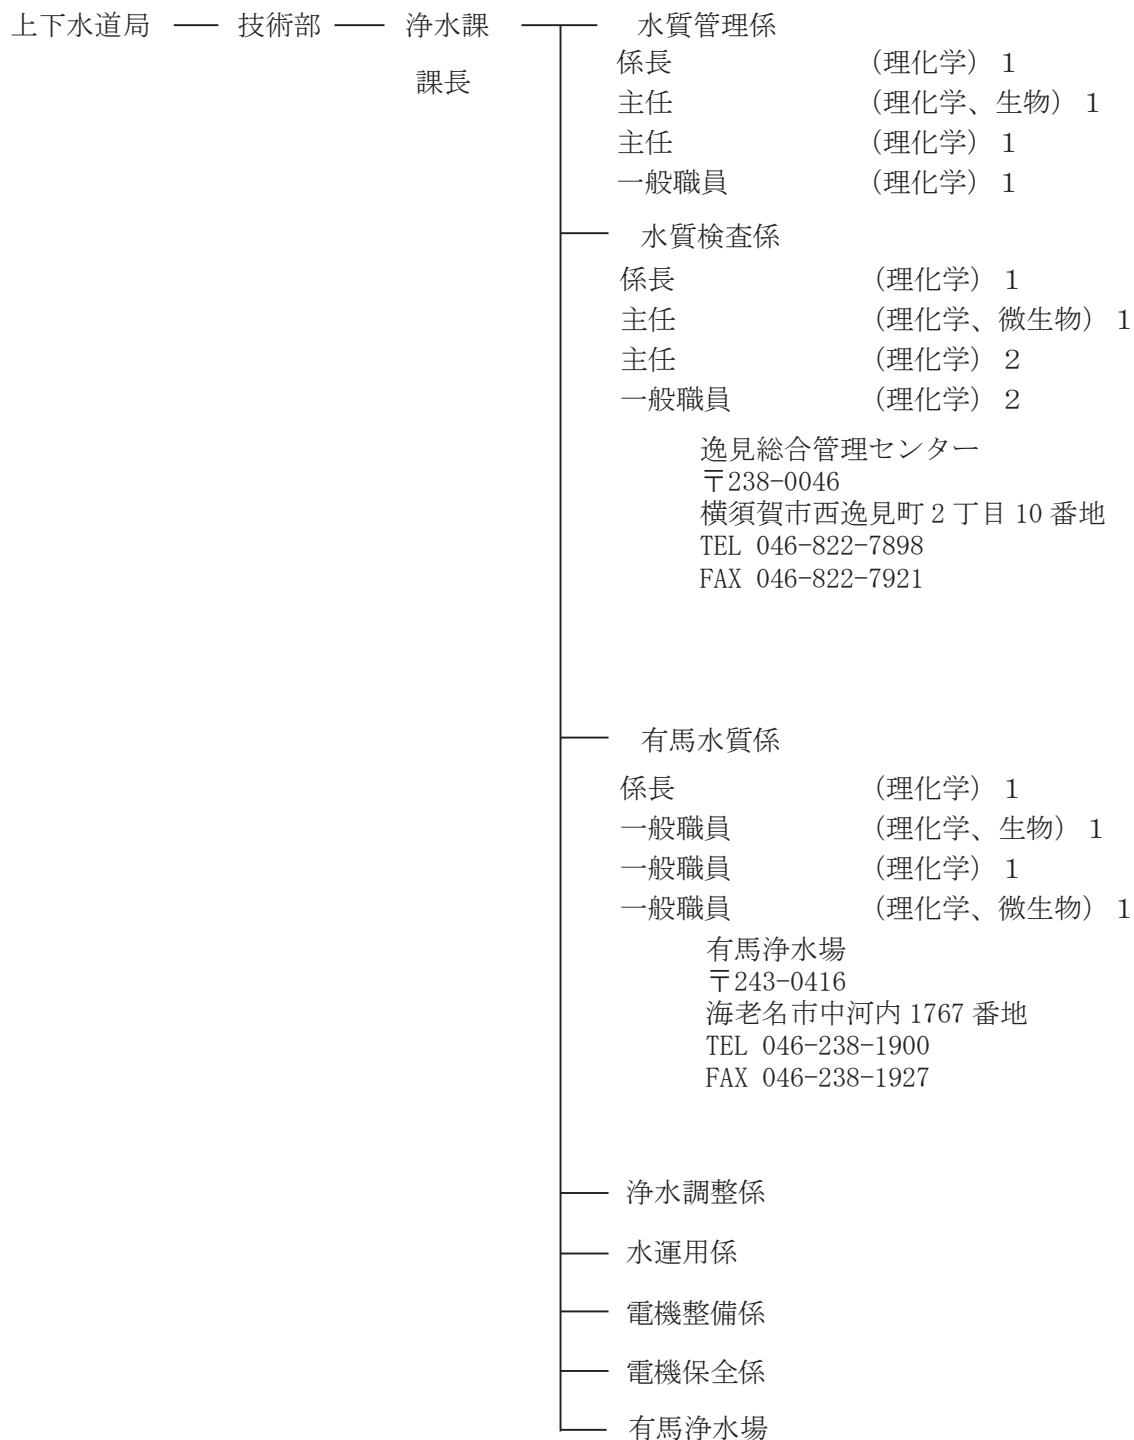 上下水道局 ── 技術部 ── 浄水課 水質管理係
課長
係長 （理化学）１
主任 （理化学、生物）１
主任 （理化学）１
一般職員 （理化学）１
水質検査係
係長 （理化学）１
主任 （理化学、微生物）１
主任 （理化学）２
一般職員 （理化学）２
逸見総合管理センター
〒238-0046
横須賀市西逸見町２丁目 10 番地
TEL 046-822-7898
FAX 046-822-7921
有馬水質係
係長 （理化学）１
一般職員 （理化学、生物）１
一般職員 （理化学）１
一般職員 （理化学、微生物）１
有馬浄水場
〒243-0416
海老名市中河内 1767 番地
TEL 046-238-1900
FAX 046-238-1927
浄水調整係
水運用係
電機整備係
電機保全係
有馬浄水場